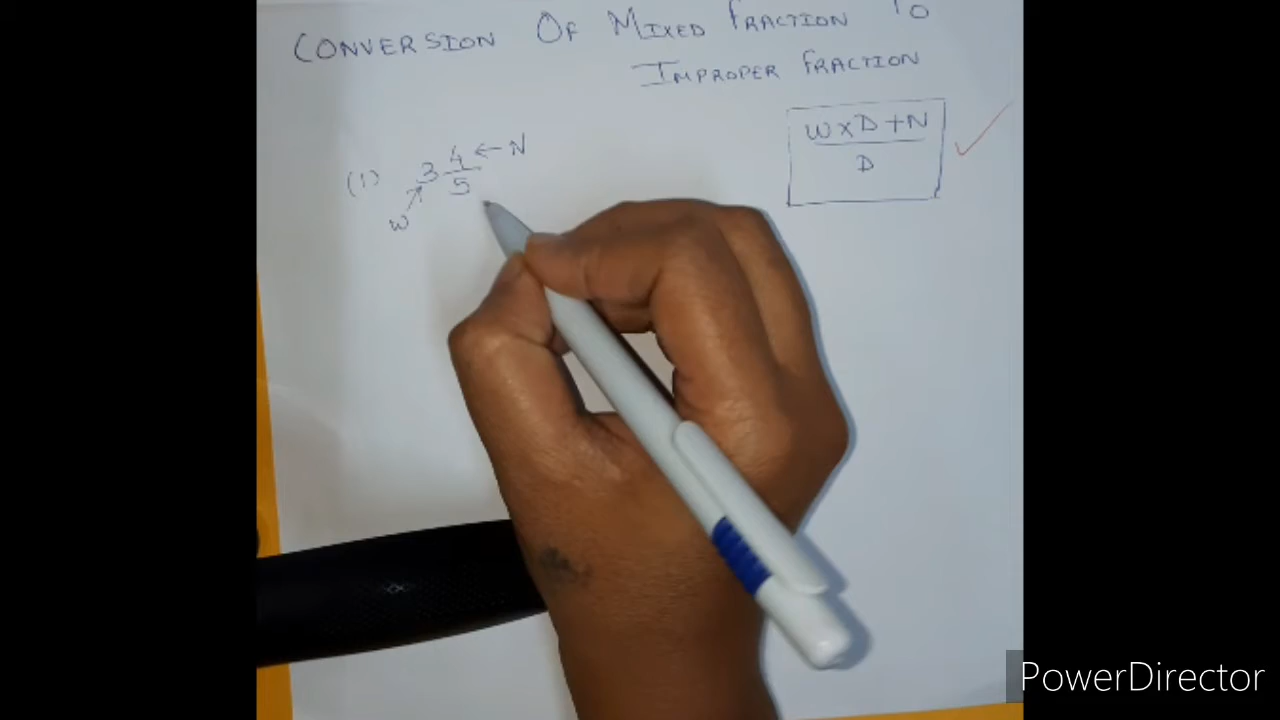 CONVERSION OF MIXED FRACTION TO
IMPROPER FRACTION
W×D+N
D
(1) 3 4/5 ← N
W
PowerDirector